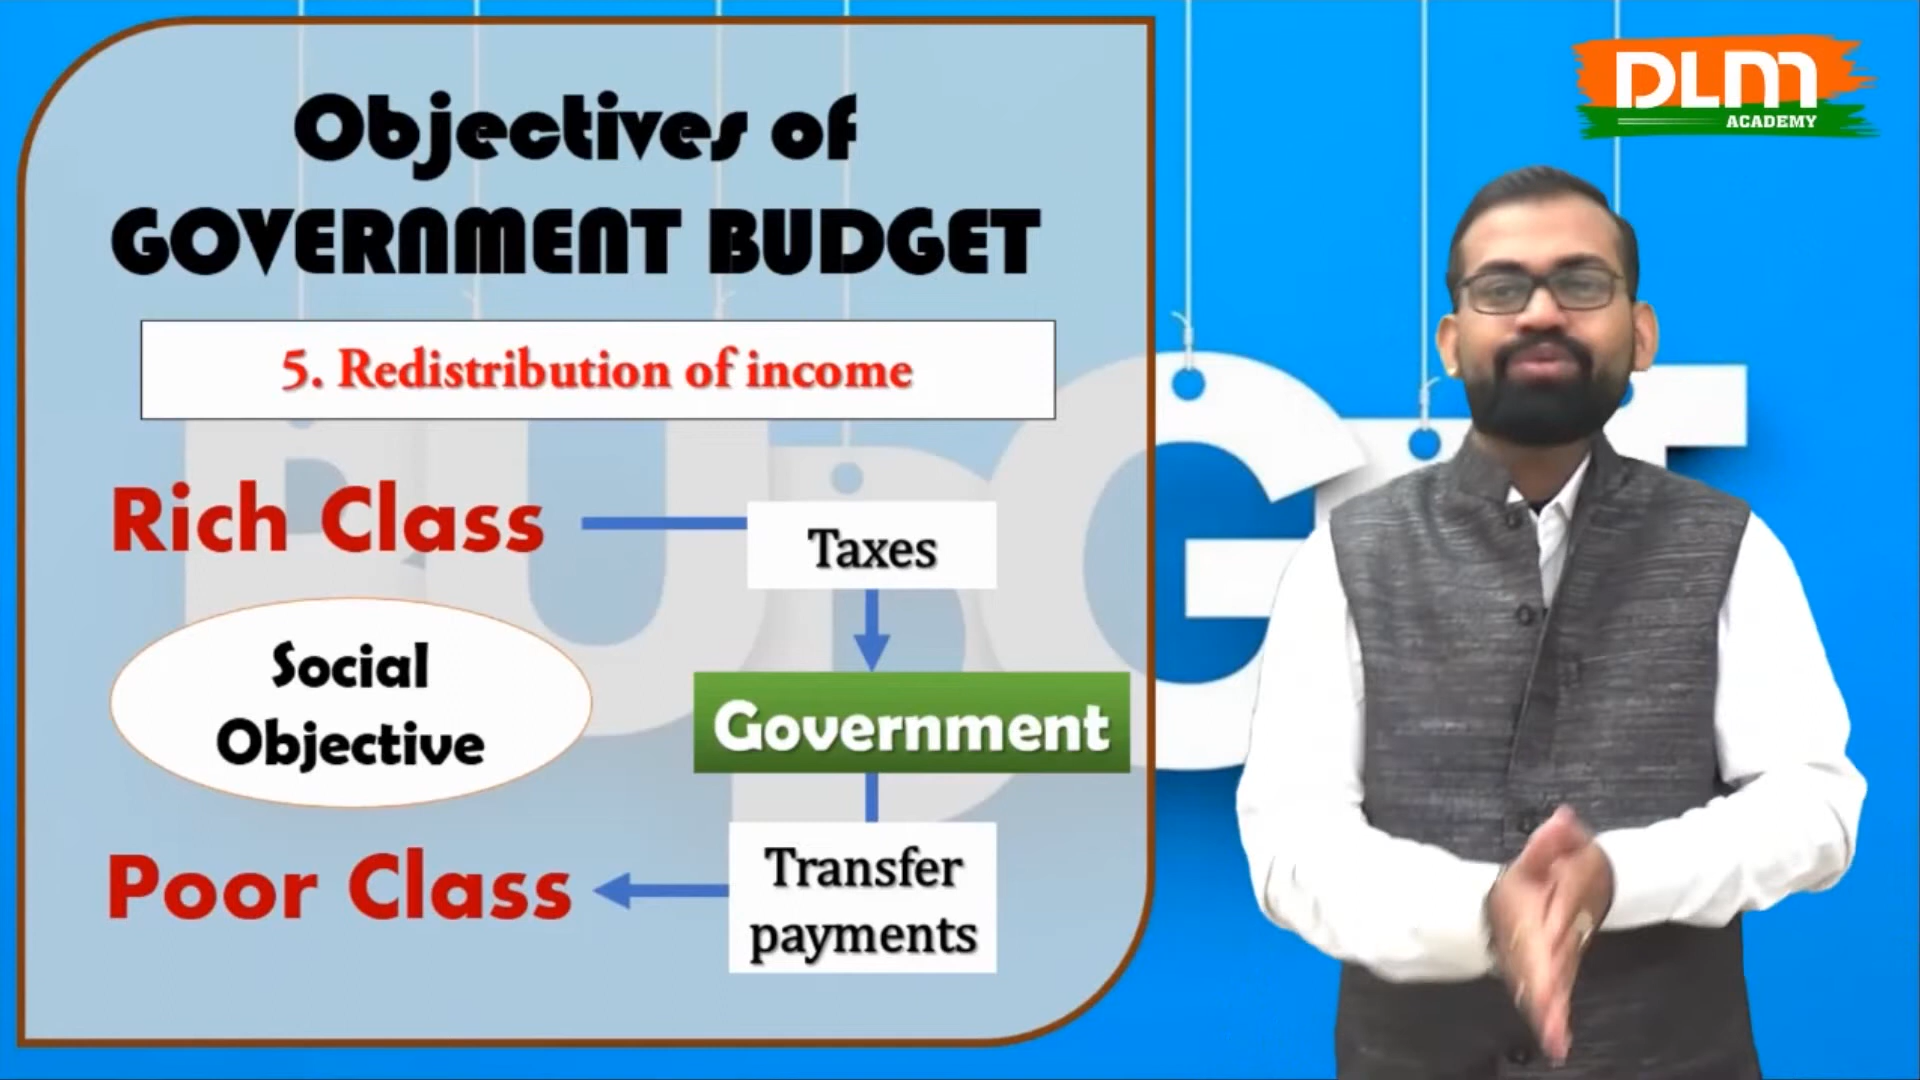 Objectives of
GOVERNMENT BUDGET
5. Redistribution of income
Rich Class
Taxes
Social
Objective
Government
Poor Class
Transfer
payments
DLM
ACADEMY